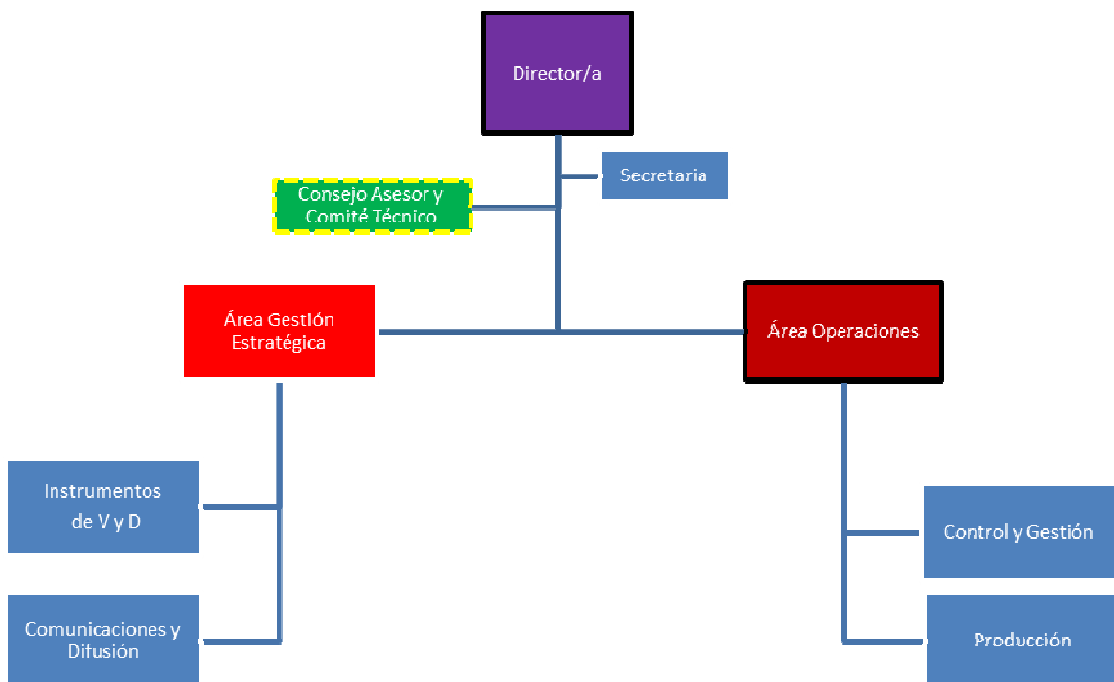 Director/a
Secretaria
Consejo Asesor y
Comité Técnico
Área Gestión
Estratégica
Área Operaciones
Instrumentos
de V y D
Control y Gestión
Comunicaciones y
Difusión
Producción